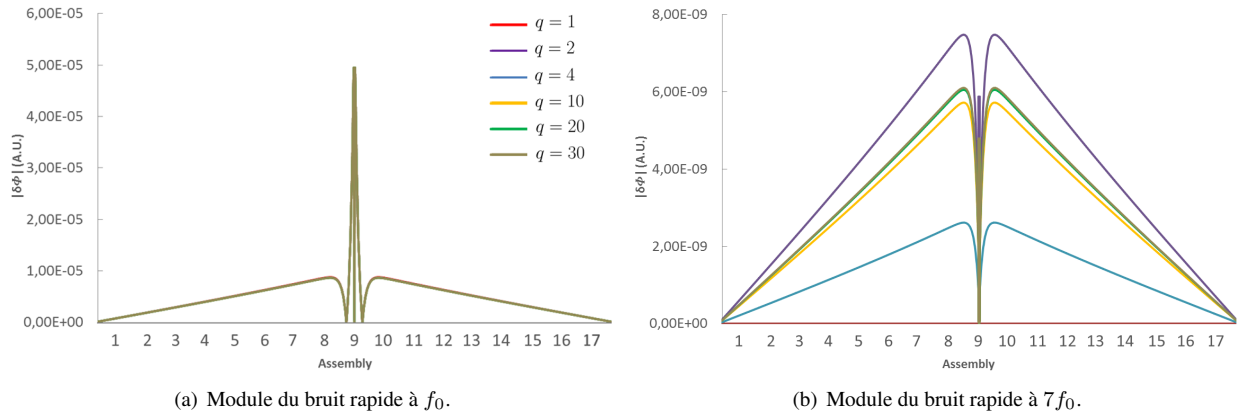 6,00E-05
5,00E-05
4,00E-05
3,00E-05
2,00E-05
1,00E-05
0,00E+00
|δΦ| (A.U.)
q = 1
q = 2
q = 4
q = 10
q = 20
q = 30
1 2 3 4 5 6 7 8 9 10 11 12 13 14 15 16 17
Assembly
(a) Module du bruit rapide à f₀.
8,00E-09
6,00E-09
4,00E-09
2,00E-09
0,00E+00
|δΦ| (A.U.)
1 2 3 4 5 6 7 8 9 10 11 12 13 14 15 16 17
Assembly
(b) Module du bruit rapide à 7f₀.